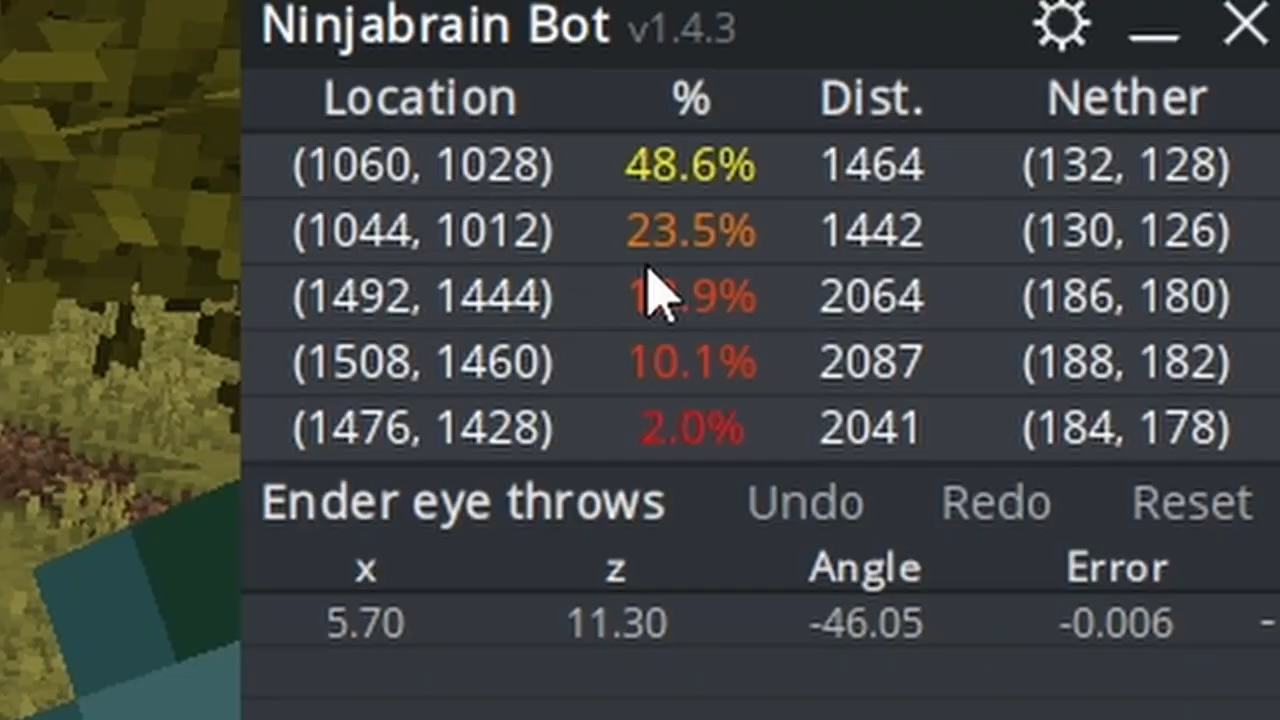 Ninjabrain Bot v1.4.3
Location % Dist. Nether
(1060, 1028) 48.6% 1464 (132, 128)
(1044, 1012) 23.5% 1442 (130, 126)
(1492, 1444) 2064 (186, 180)
(1508, 1460) 10.1% 2087 (188, 182)
(1476, 1428) 2.0% 2041 (184, 178)
Ender eye throws Undo Redo Reset
x z Angle Error
5.70 11.30 -46.05 -0.006 -